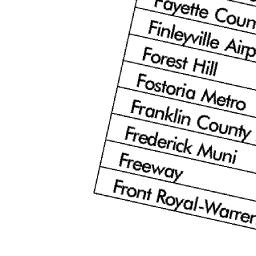 Fayette Coun
Finleyville Airp
Forest Hill
Fostoria Metro
Franklin County
Frederick Muni
Freeway
Front Royal-Warren